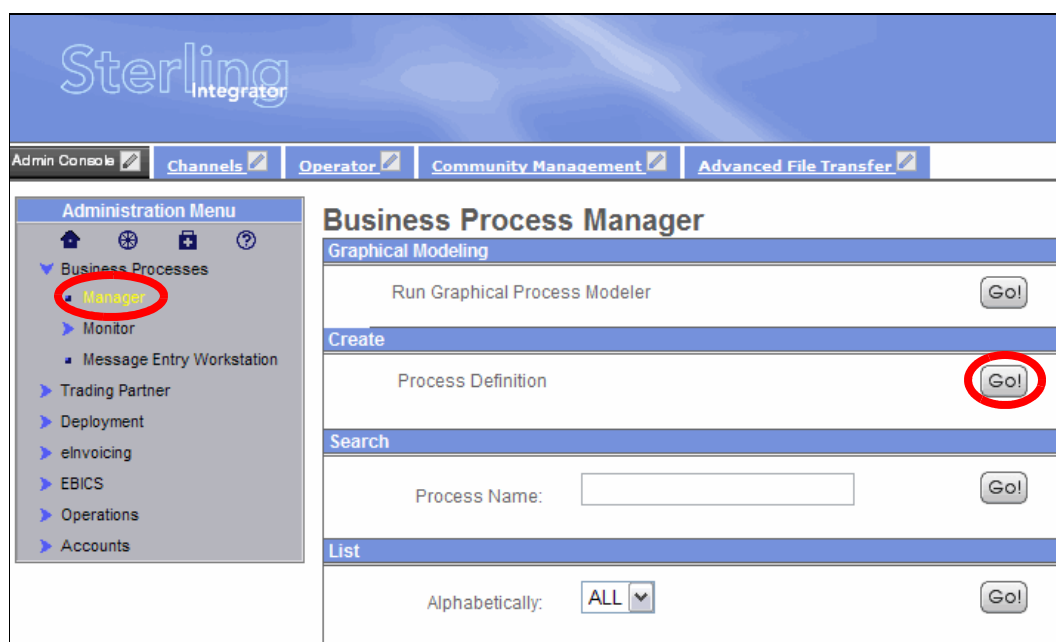 Sterling
Integrator
Admin Console
Channels
Operator
Community Management
Advanced File Transfer
Administration Menu
Business Processes
Manager
Monitor
Message Entry Workstation
Trading Partner
Deployment
eInvoicing
EBICS
Operations
Accounts
Business Process Manager
Graphical Modeling
Run Graphical Process Modeler Go!
Create
Process Definition Go!
Search
Process Name: Go!
List
Alphabetically: ALL Go!